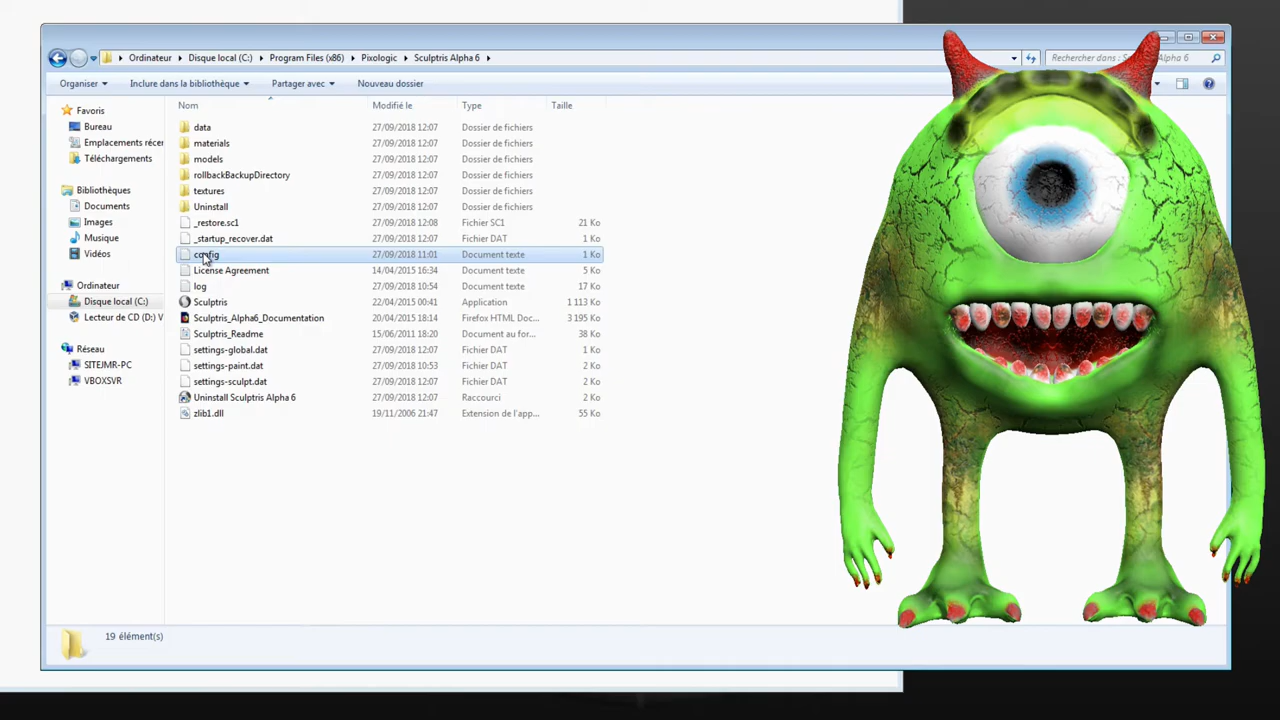 Ordinateur ▸ Disque local (C:) ▸ Program Files (x86) ▸ Pixologic ▸ Sculptris Alpha 6 ▸
Rechercher dans : Alpha 6
Organiser ▾ Inclure dans la bibliothèque ▾ Partager avec ▾ Nouveau dossier
Favoris
Bureau
Emplacements récer
Téléchargements
Bibliothèques
Documents
Images
Musique
Vidéos
Ordinateur
Disque local (C:)
Lecteur de CD (D:) V
Réseau
SITEJMR-PC
VBOXSVR
Nom Modifié le Type Taille
data 27/09/2018 12:07 Dossier de fichiers
materials 27/09/2018 12:07 Dossier de fichiers
models 27/09/2018 12:07 Dossier de fichiers
rollbackBackupDirectory 27/09/2018 12:07 Dossier de fichiers
textures 27/09/2018 12:07 Dossier de fichiers
Uninstall 27/09/2018 12:07 Dossier de fichiers
_restore.sc1 27/09/2018 12:08 Fichier SC1 21 Ko
_startup_recover.dat 27/09/2018 12:07 Fichier DAT 1 Ko
config 27/09/2018 11:01 Document texte 1 Ko
License Agreement 14/04/2015 16:34 Document texte 5 Ko
log 27/09/2018 10:54 Document texte 17 Ko
Sculptris 22/04/2015 00:41 Application 1 113 Ko
Sculptris_Alpha6_Documentation 20/04/2015 18:14 Firefox HTML Doc... 3 195 Ko
Sculptris_Readme 15/06/2011 18:20 Document au for... 38 Ko
settings-global.dat 27/09/2018 12:07 Fichier DAT 1 Ko
settings-paint.dat 27/09/2018 10:53 Fichier DAT 2 Ko
settings-sculpt.dat 27/09/2018 12:07 Fichier DAT 2 Ko
Uninstall Sculptris Alpha 6 27/09/2018 12:07 Raccourci 2 Ko
zlib1.dll 19/11/2006 21:47 Extension de l'app... 55 Ko
19 élément(s)